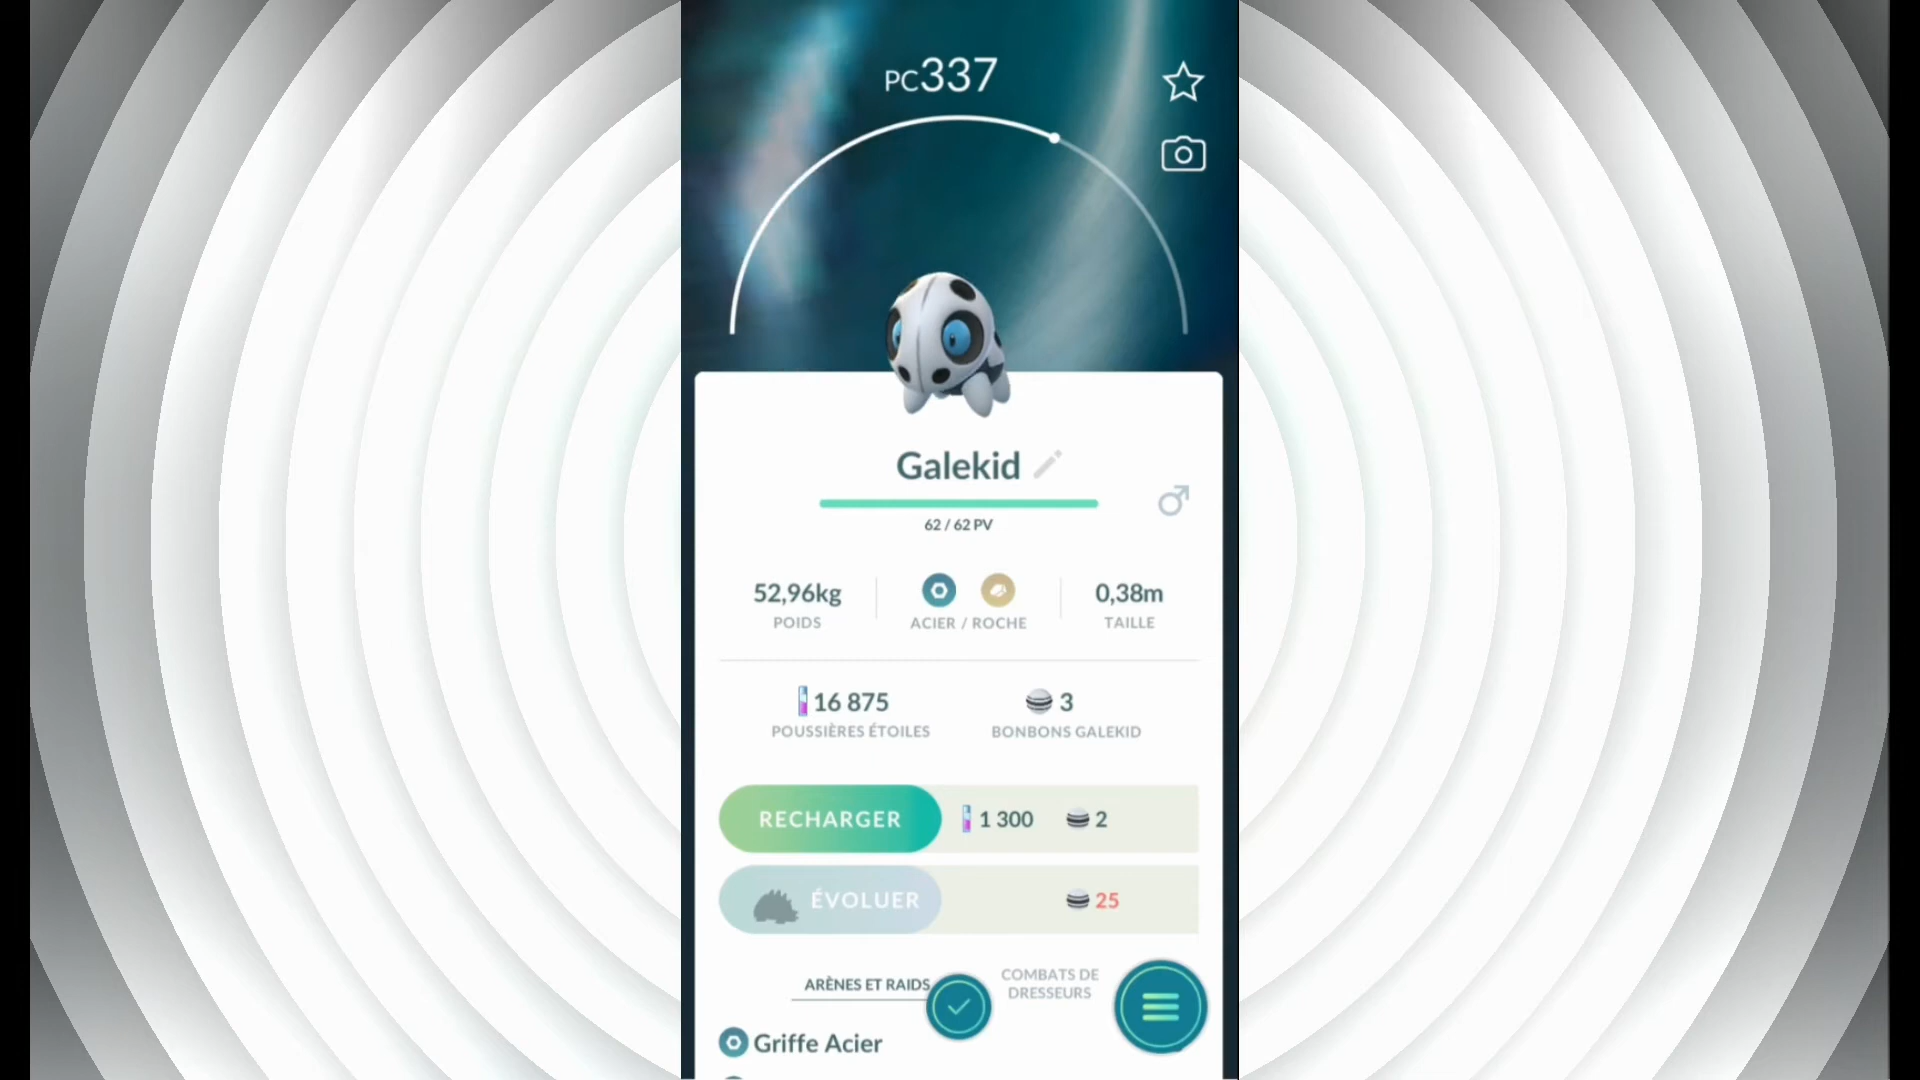 PC337
Galekid
62 / 62 PV
52,96kg
POIDS
ACIER / ROCHE
0,38m
TAILLE
16 875
POUSSIÈRES ÉTOILES
3
BONBONS GALEKID
RECHARGER 1 300 2
ÉVOLUER 25
ARÈNES ET RAIDS
COMBATS DE
DRESSEURS
Griffe Acier